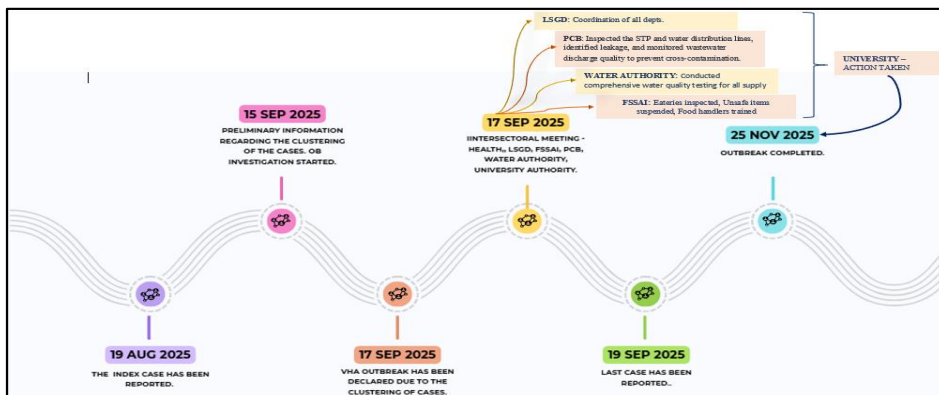 LSGD: Coordination of all depts.
PCB: Inspected the STP and water distribution lines,
identified leakage, and monitored wastewater
discharge quality to prevent cross-contamination.
WATER AUTHORITY: Conducted
comprehensive water quality testing for all supply
FSSAI: Eateries inspected, Unsafe items
suspended, Food handlers trained
UNIVERSITY –
ACTION TAKEN
15 SEP 2025
PRELIMINARY INFORMATION
REGARDING THE CLUSTERING
OF THE CASES. OB
INVESTIGATION STARTED.
17 SEP 2025
IINTERSECTORAL MEETING -
HEALTH,, LSGD, FSSAI, PCB,
WATER AUTHORITY,
UNIVERSITY AUTHORITY.
25 NOV 2025
OUTBREAK COMPLETED.
19 AUG 2025
THE INDEX CASE HAS BEEN
REPORTED.
17 SEP 2025
VHA OUTBREAK HAS BEEN
DECLARED DUE TO THE
CLUSTERING OF CASES.
19 SEP 2025
LAST CASE HAS BEEN
REPORTED..